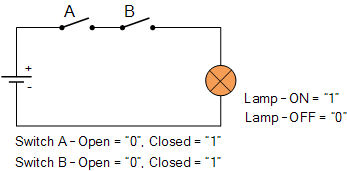 A B
+
-
Lamp – ON = “1”
Lamp – OFF = “0”
Switch A – Open = “0”, Closed = “1”
Switch B – Open = “0”, Closed = “1”